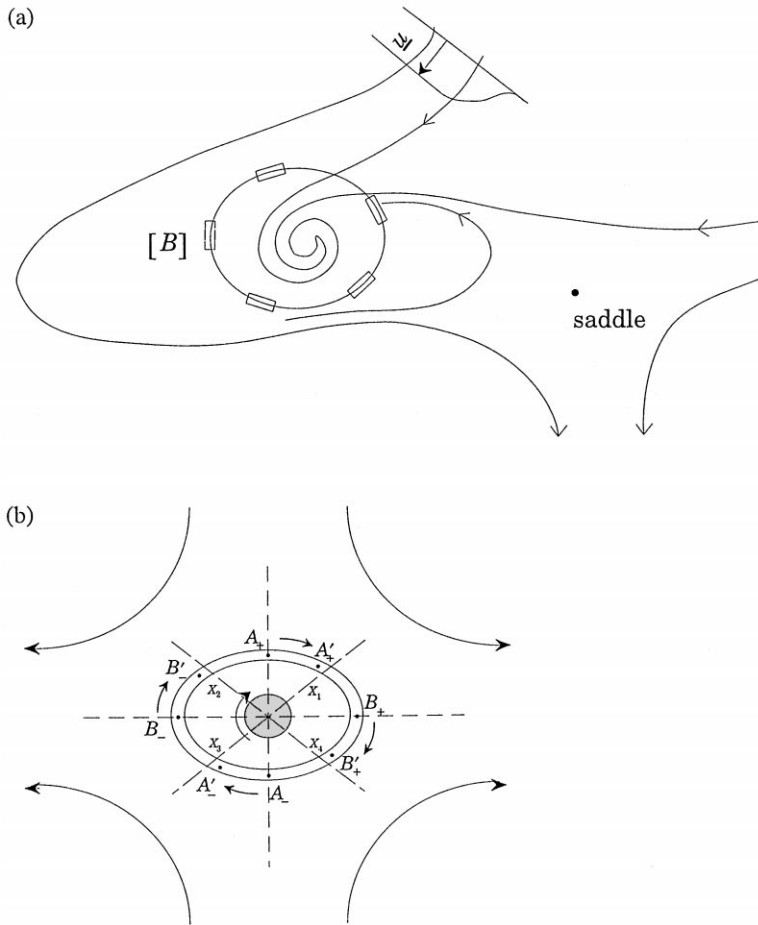 (a)
u
[B]
saddle
(b)
A₊
A′₊
B′₋
X₂
X₁
B₋
B₊
X₃
X₄
B′₊
A′₋
A₋